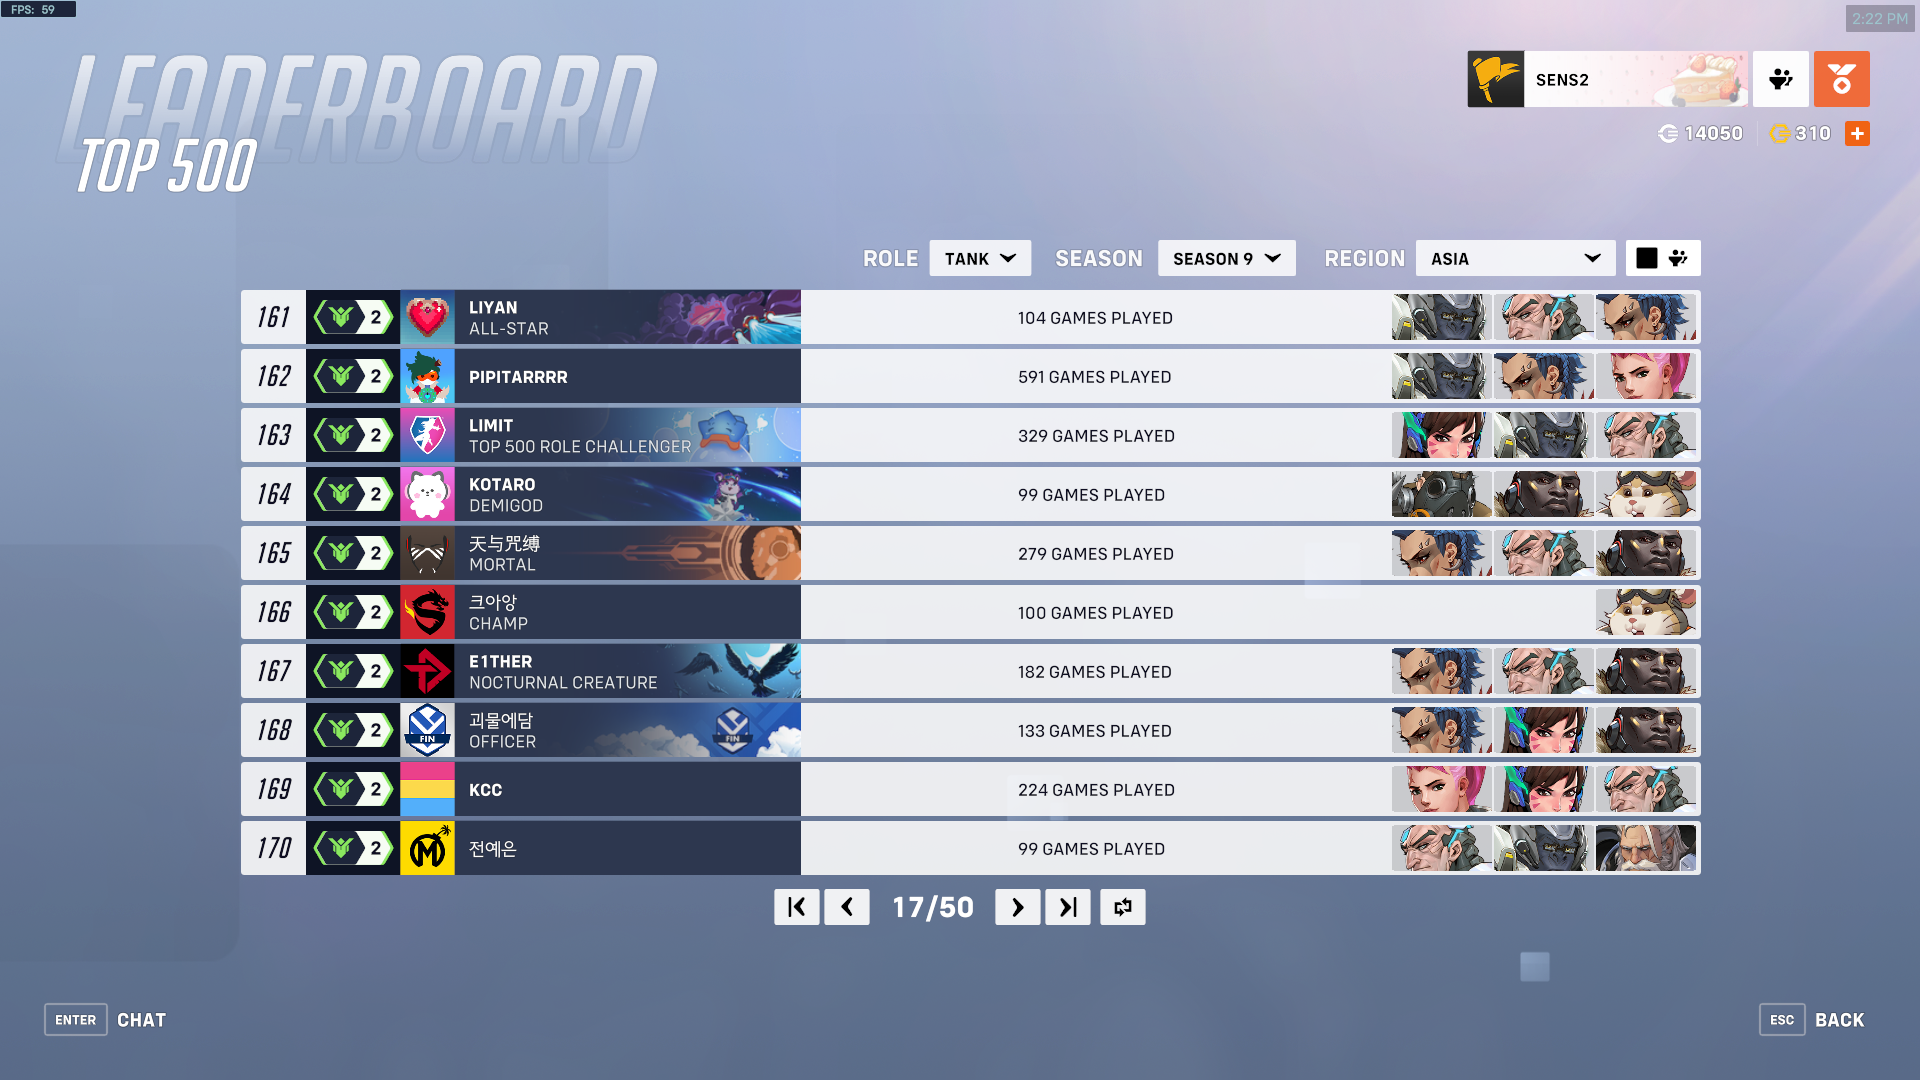 FPS: 59
2:22 PM
LEADERBOARD
TOP 500
SENS2
14050
310
ROLE TANK SEASON SEASON 9 REGION ASIA
161 2 LIYAN 104 GAMES PLAYED
ALL-STAR
162 2 PIPITARRRR 591 GAMES PLAYED
163 2 LIMIT 329 GAMES PLAYED
TOP 500 ROLE CHALLENGER
164 2 KOTARO 99 GAMES PLAYED
DEMIGOD
165 2 天与咒缚 279 GAMES PLAYED
MORTAL
166 2 크아앙 100 GAMES PLAYED
CHAMP
167 2 E1THER 182 GAMES PLAYED
NOCTURNAL CREATURE
168 2 FIN 괴물에담 FIN 133 GAMES PLAYED
OFFICER
169 2 KCC 224 GAMES PLAYED
170 2 전예은 99 GAMES PLAYED
17/50
ENTER CHAT
ESC BACK